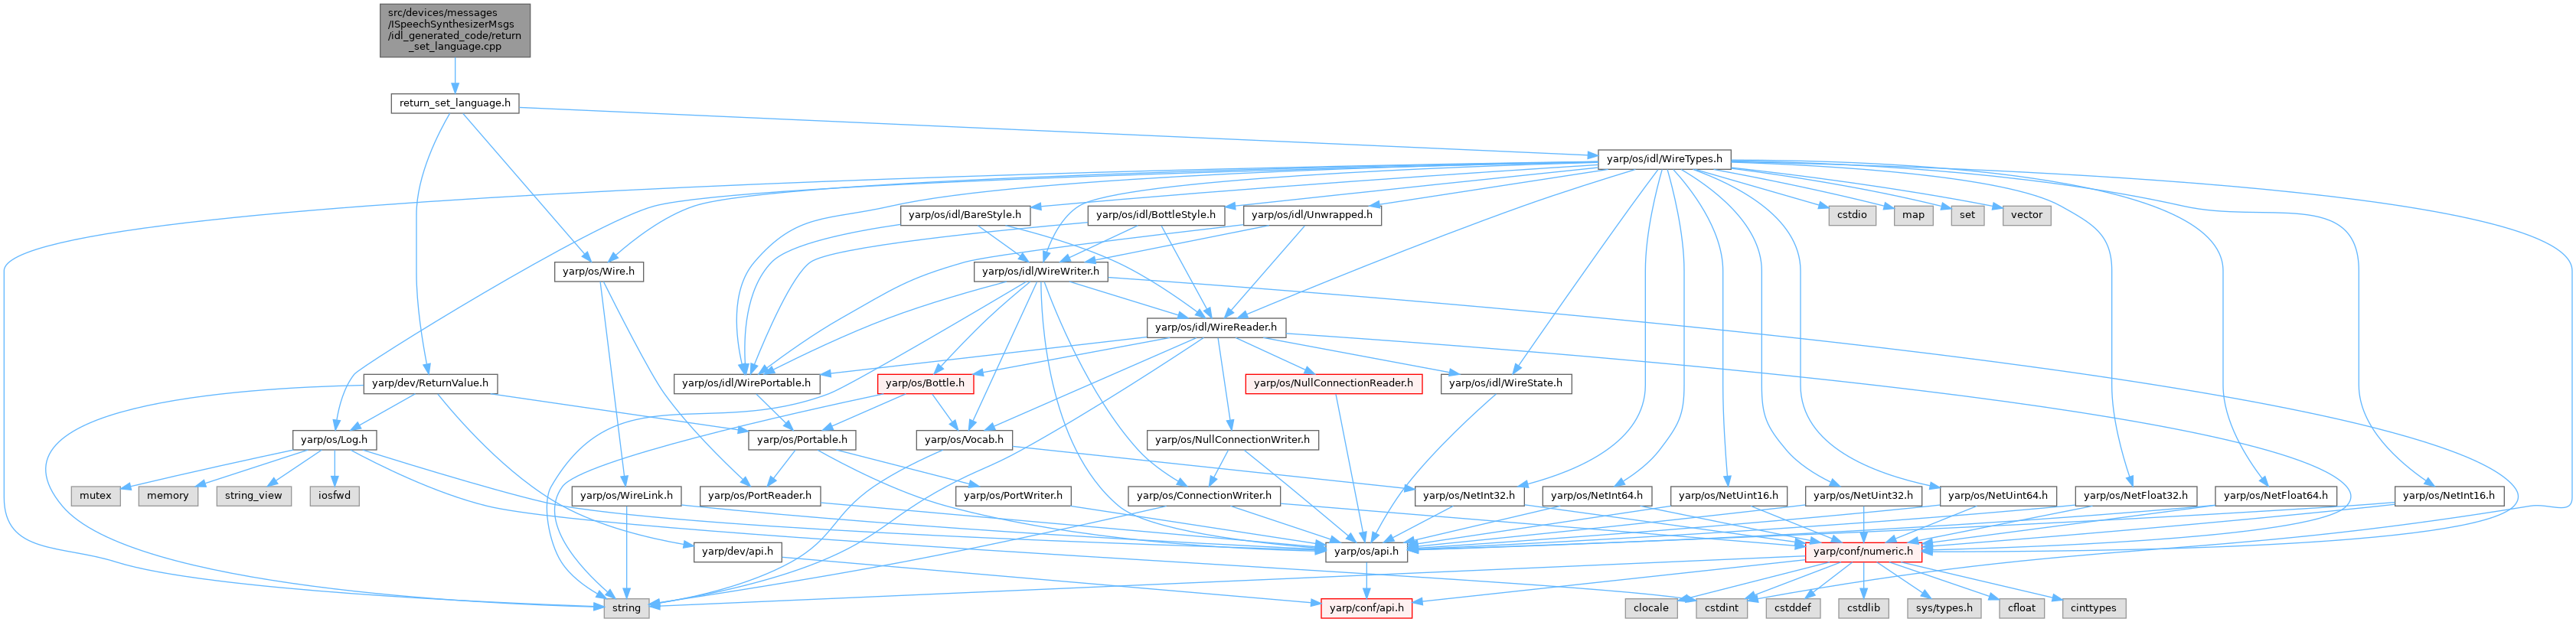 src/devices/messages
/ISpeechSynthesizerMsgs
/idl_generated_code/return
_set_language.cpp
return_set_language.h
yarp/os/idl/WireTypes.h
yarp/os/idl/BareStyle.h
yarp/os/idl/BottleStyle.h
yarp/os/idl/Unwrapped.h
cstdio
map
set
vector
yarp/os/Wire.h
yarp/os/idl/WireWriter.h
yarp/os/idl/WireReader.h
yarp/dev/ReturnValue.h
yarp/os/idl/WirePortable.h
yarp/os/Bottle.h
yarp/os/NullConnectionReader.h
yarp/os/idl/WireState.h
yarp/os/Log.h
yarp/os/Portable.h
yarp/os/Vocab.h
yarp/os/NullConnectionWriter.h
mutex
memory
string_view
iosfwd
yarp/os/WireLink.h
yarp/os/PortReader.h
yarp/os/PortWriter.h
yarp/os/ConnectionWriter.h
yarp/os/NetInt32.h
yarp/os/NetInt64.h
yarp/os/NetUint16.h
yarp/os/NetUint32.h
yarp/os/NetUint64.h
yarp/os/NetFloat32.h
yarp/os/NetFloat64.h
yarp/os/NetInt16.h
yarp/dev/api.h
yarp/os/api.h
yarp/conf/numeric.h
string
yarp/conf/api.h
clocale
cstdint
cstddef
cstdlib
sys/types.h
cfloat
cinttypes